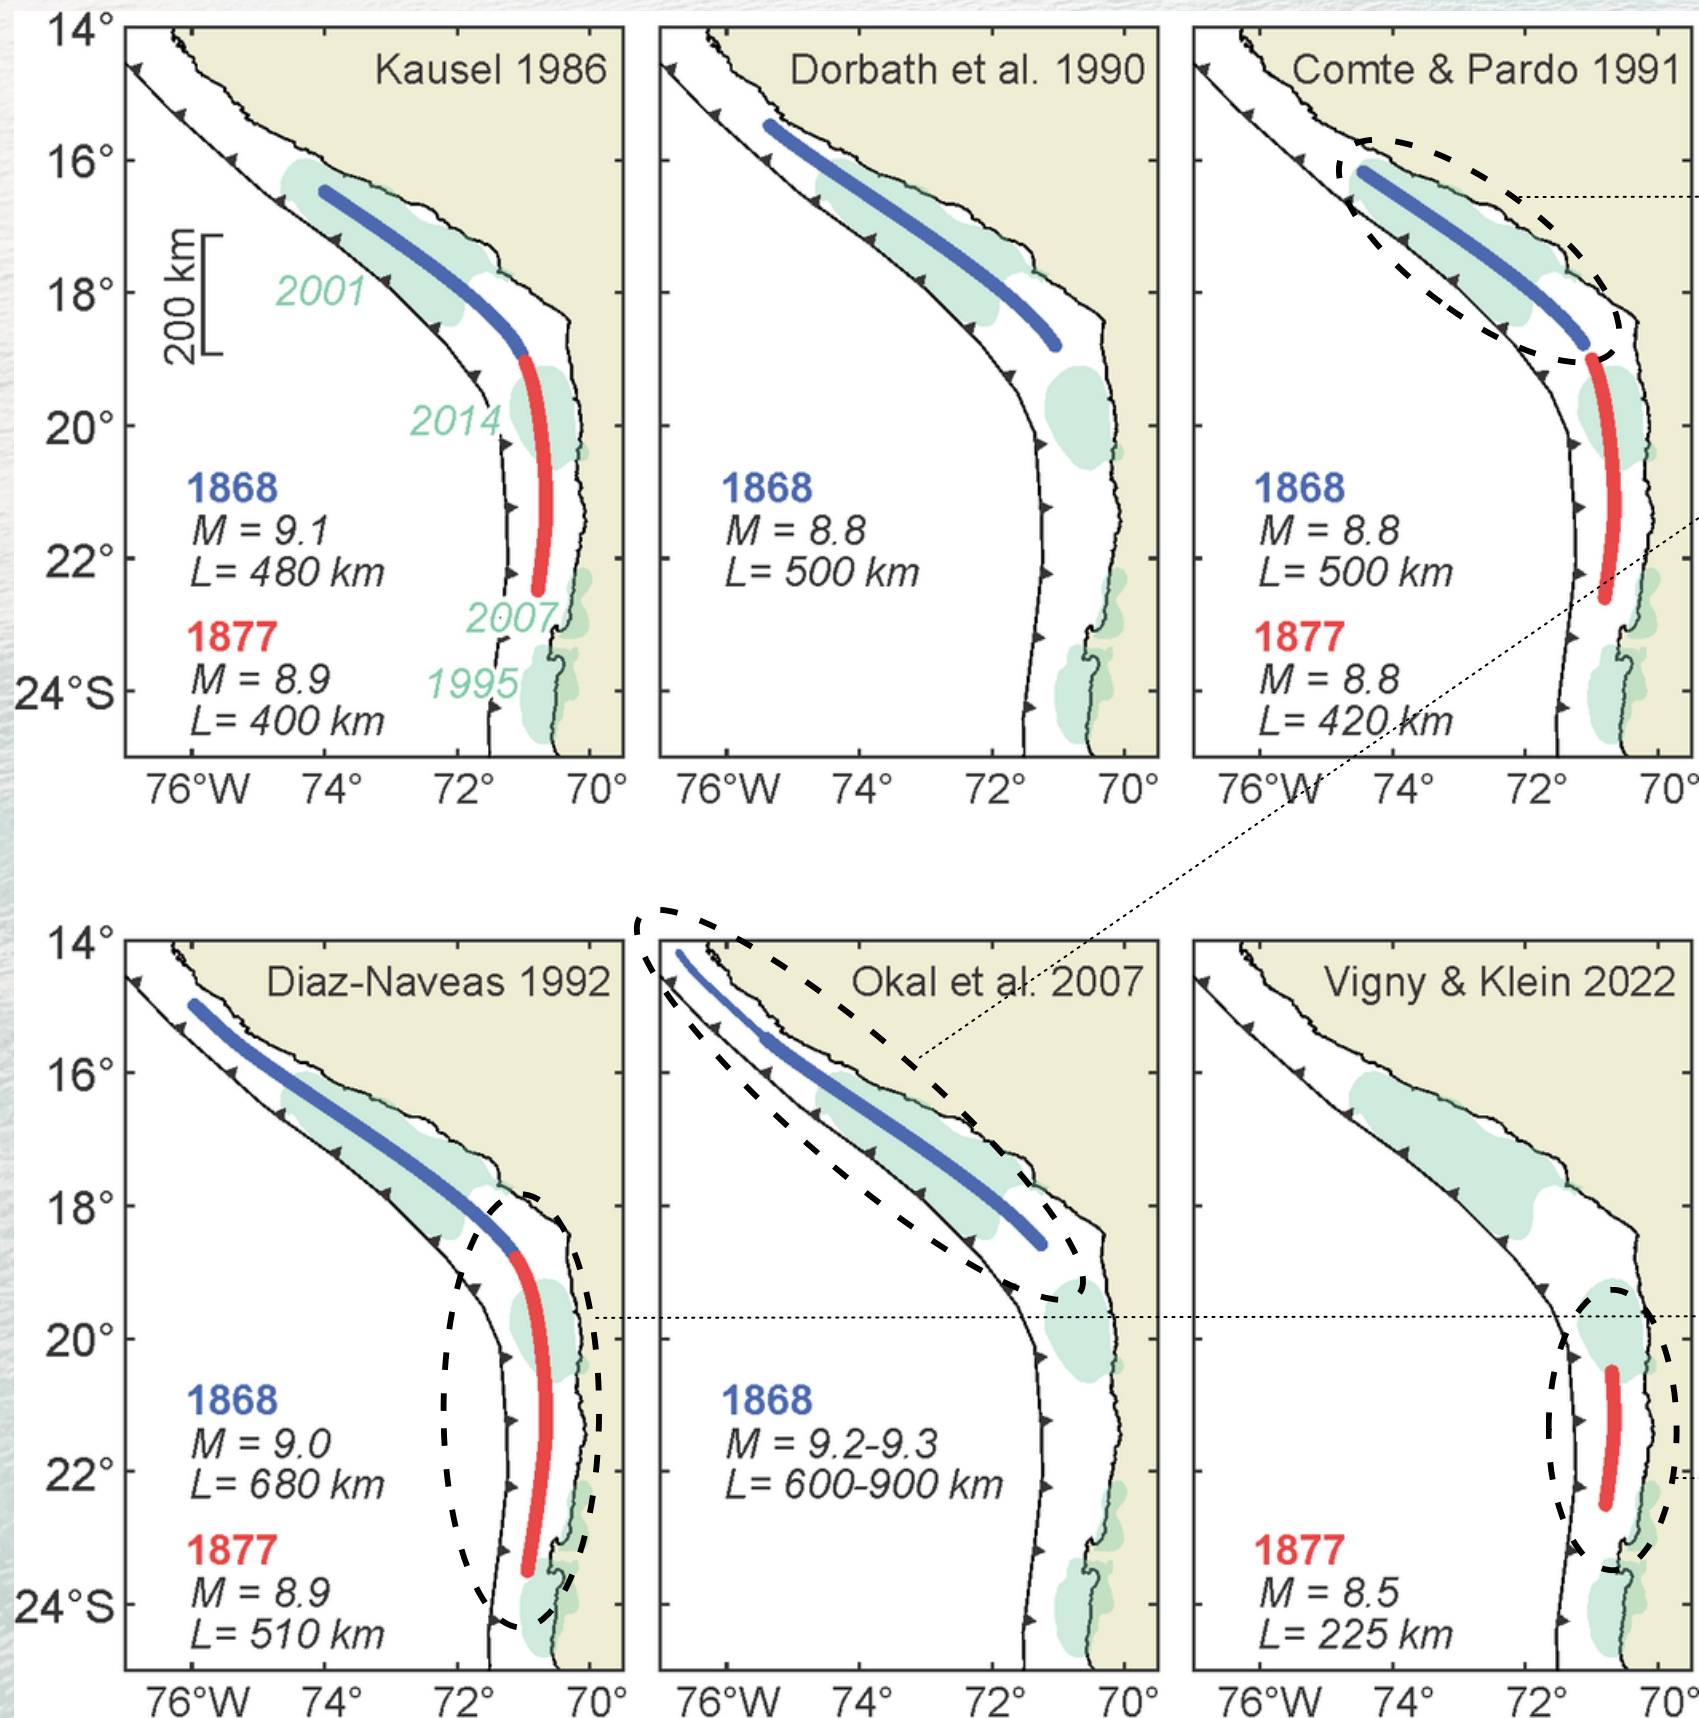 Kausel 1986
14°
16°
18°
20°
22°
24°S
200 km
2001
2014
2007
1995
1868
M = 9.1
L= 480 km
1877
M = 8.9
L= 400 km
76°W 74° 72° 70°
Dorbath et al. 1990
1868
M = 8.8
L= 500 km
76°W 74° 72° 70°
Comte & Pardo 1991
1868
M = 8.8
L= 500 km
1877
M = 8.8
L= 420 km
76°W 74° 72° 70°
Diaz-Naveas 1992
14°
16°
18°
20°
22°
24°S
1868
M = 9.0
L= 680 km
1877
M = 8.9
L= 510 km
76°W 74° 72° 70°
Okal et al. 2007
1868
M = 9.2-9.3
L= 600-900 km
76°W 74° 72° 70°
Vigny & Klein 2022
1877
M = 8.5
L= 225 km
76°W 74° 72° 70°